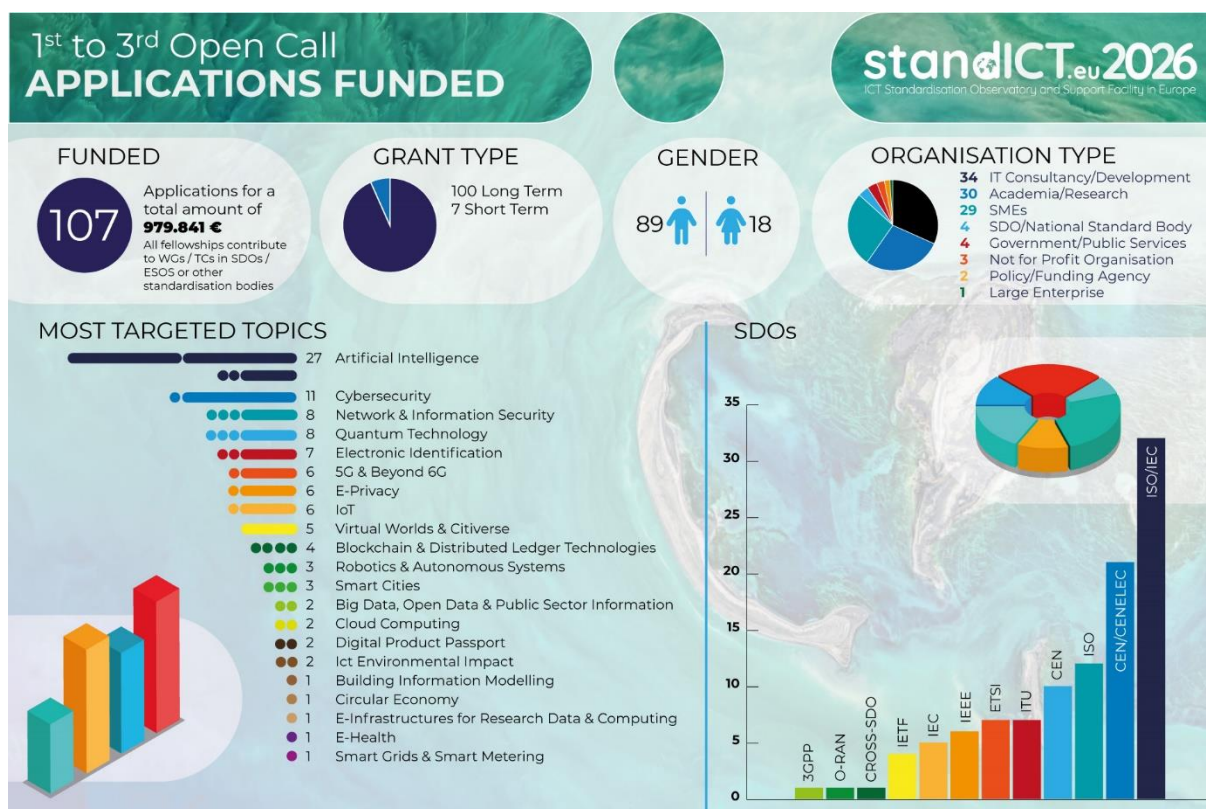 1st to 3rd Open Call
APPLICATIONS FUNDED
standICT.eu 2026
ICT Standardisation Observatory and Support Facility in Europe
FUNDED
107
Applications for a
total amount of
979.841 €
All fellowships contribute
to WGs / TCs in SDOs /
ESOS or other
standardisation bodies
GRANT TYPE
100 Long Term
7 Short Term
GENDER
89
18
ORGANISATION TYPE
34 IT Consultancy/Development
30 Academia/Research
29 SMEs
4 SDO/National Standard Body
4 Government/Public Services
3 Not for Profit Organisation
2 Policy/Funding Agency
1 Large Enterprise
MOST TARGETED TOPICS
27 Artificial Intelligence
11 Cybersecurity
8 Network & Information Security
8 Quantum Technology
7 Electronic Identification
6 5G & Beyond 6G
6 E-Privacy
6 IoT
5 Virtual Worlds & Citiverse
4 Blockchain & Distributed Ledger Technologies
3 Robotics & Autonomous Systems
3 Smart Cities
2 Big Data, Open Data & Public Sector Information
2 Cloud Computing
2 Digital Product Passport
2 Ict Environmental Impact
1 Building Information Modelling
1 Circular Economy
1 E-Infrastructures for Research Data & Computing
1 E-Health
1 Smart Grids & Smart Metering
SDOs
35
30
25
20
15
10
5
0
3GPP
O-RAN
CROSS-SDO
IETF
IEC
IEEE
ETSI
ITU
CEN
ISO
CEN/CENELEC
ISO/IEC